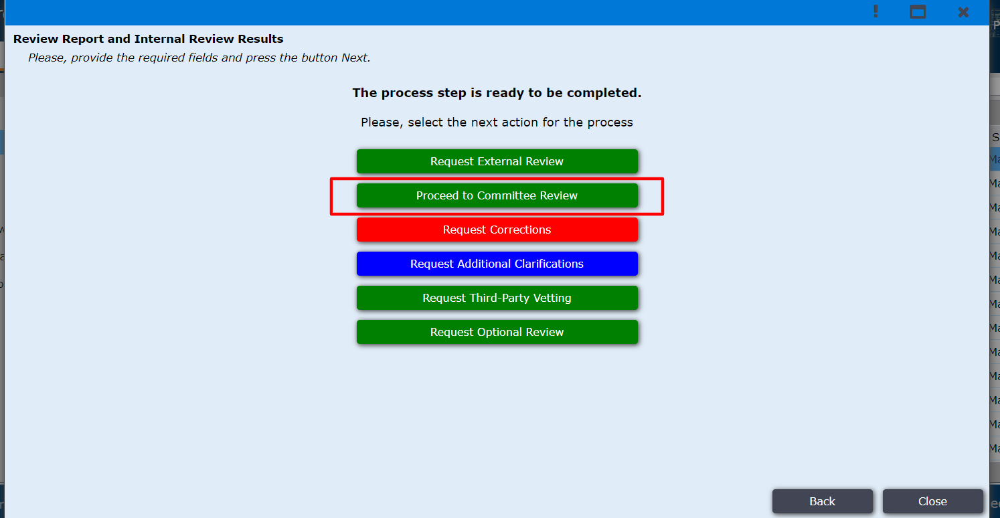 Review Report and Internal Review Results
Please, provide the required fields and press the button Next.
The process step is ready to be completed.
Please, select the next action for the process
Request External Review
Proceed to Committee Review
Request Corrections
Request Additional Clarifications
Request Third-Party Vetting
Request Optional Review
Back
Close